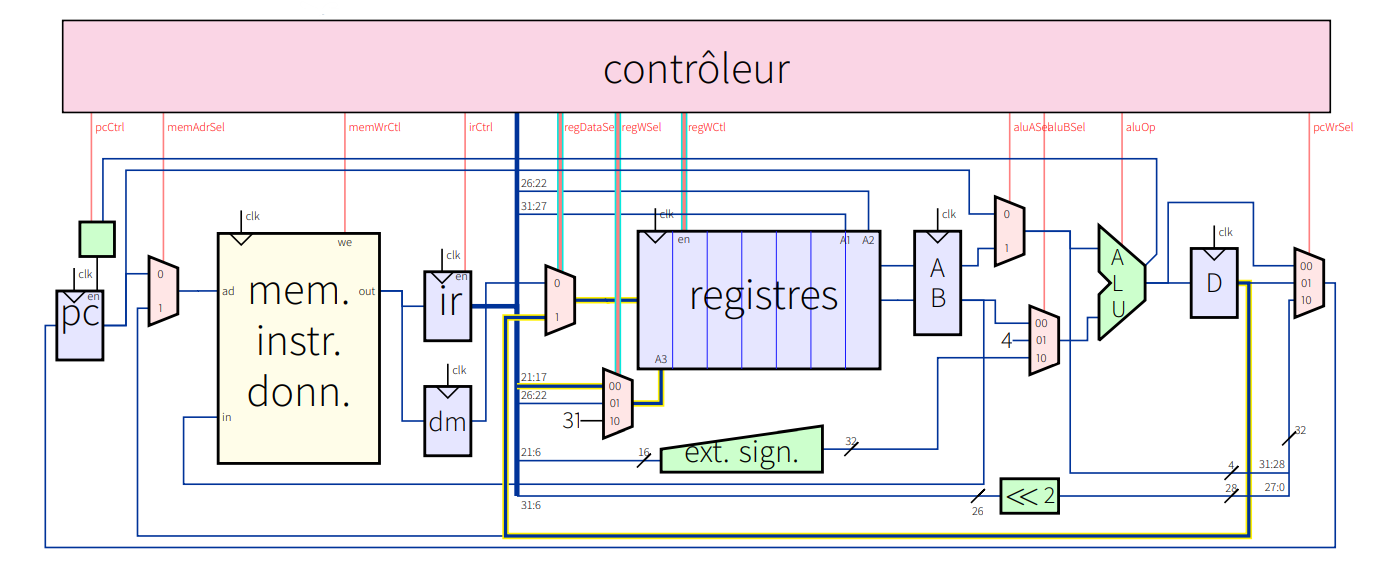 contrôleur
pcCtrl
memAdrSel
memWrCtl
irCtrl
regDataSe
regWSel
regWCtl
aluASel
aluBSel
aluOp
pcWrSel
26:22
31:27
clk
clk
clk
clk
clk
clk
clk
en
pc
0
1
we
ad
mem.
instr.
donn.
out
in
en
ir
dm
0
1
en
A1
A2
registres
A3
A
B
0
1
00
4
01
10
A
L
U
D
00
01
10
21:17
26:22
31
00
01
10
21:6
16
ext. sign.
32
31:6
26
<< 2
4
31:28
28
27:0
32